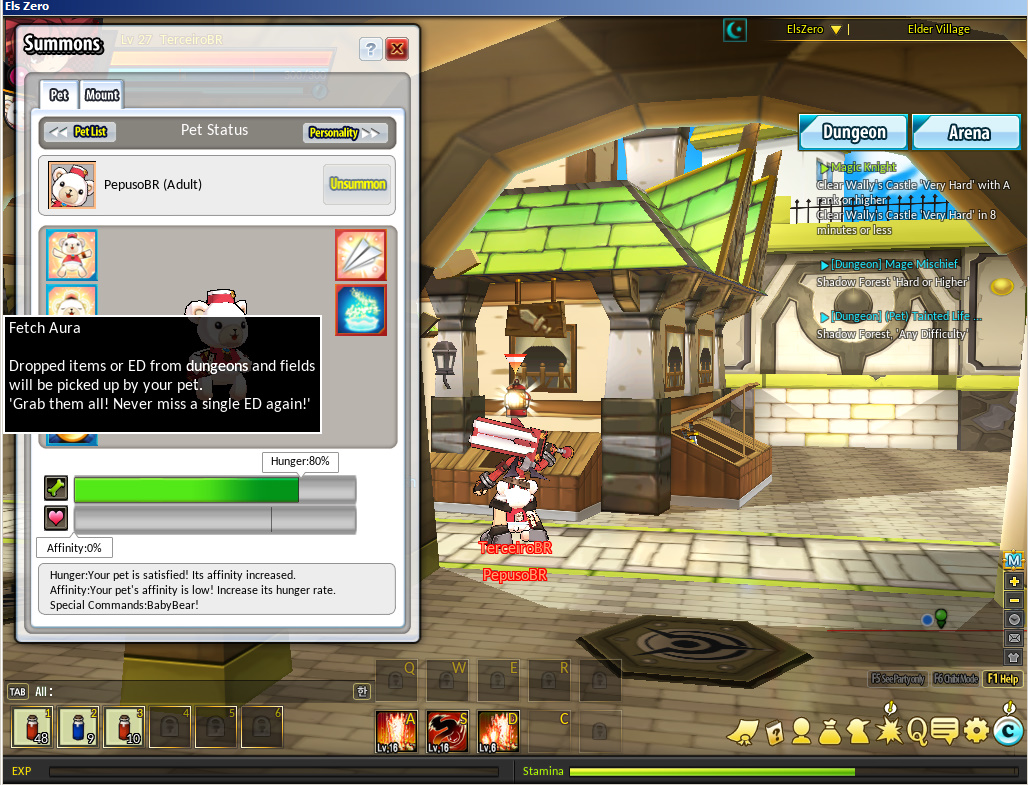 Els Zero
Summons
Lv.27 TerceiroBR
?
Pet
Mount
Pet List
Pet Status
Personality
PepusoBR (Adult)
Unsummon
Fetch Aura
Dropped items or ED from dungeons and fields
will be picked up by your pet.
'Grab them all! Never miss a single ED again!'
Hunger:80%
Affinity:0%
Hunger:Your pet is satisfied! Its affinity increased.
Affinity:Your pet's affinity is low! Increase its hunger rate.
Special Commands:BabyBear!
ElsZero
Elder Village
Dungeon
Arena
Magic Knight
Clear Wally's Castle 'Very Hard' with A
rank or higher
Clear Wally's Castle 'Very Hard' in 8
minutes or less
[Dungeon] Mage Mischief
Shadow Forest 'Hard or Higher'
[Dungeon] (Pet) Tainted Life...
Shadow Forest, 'Any Difficulty'
TerceiroBR
PepusoBR
M
F5 See Party only
F6 Onibi Mode
F1 Help
TAB All :
한
Q W E R
1 48
2 9
3 10
4 5 6
A Lv,16
S Lv,16
D Lv,6
C
Q
C
EXP
Stamina